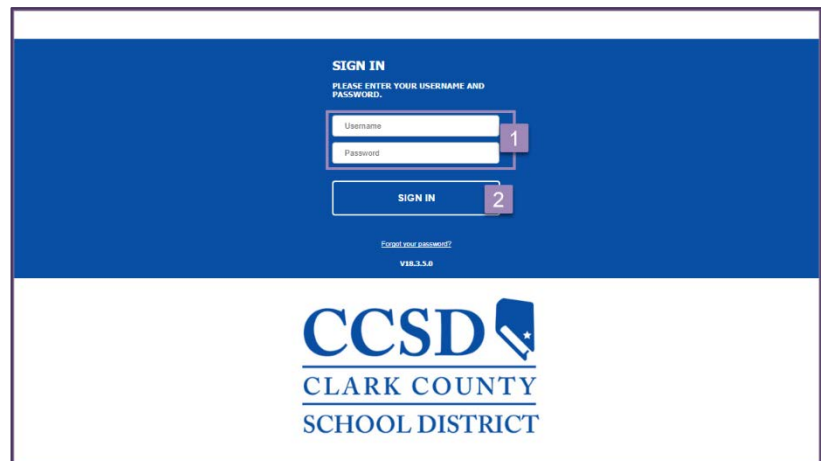 SIGN IN
PLEASE ENTER YOUR USERNAME AND
PASSWORD.
Username
1
Password
SIGN IN
2
Forgot your password?
V18.3.5.0
CCSD
CLARK COUNTY
SCHOOL DISTRICT